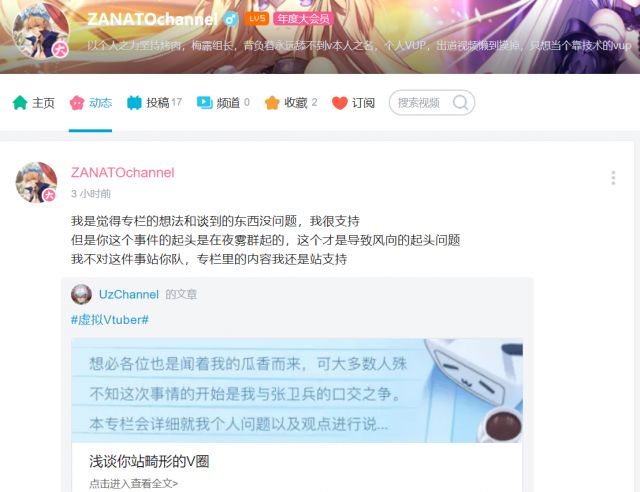 ZANATOchannel LV5 年度大会员
以个人之力坚持烤肉，梅露组长，背负着永远舔不到v本人之名，个人VUP，出道视频懒到摸掉，只想当个靠技术的vup
主页 动态 投稿 17 频道 0 收藏 2 订阅 搜索视频
ZANATOchannel
3 小时前
我是觉得专栏的想法和谈到的东西没问题，我很支持
但是你这个事件的起头是在夜雾群起的，这个才是导致风向的起头问题
我不对这件事站你队，专栏里的内容我还是站支持
UzChannel 的文章
#虚拟Vtuber#
想必各位也是闻着我的瓜香而来，可大多数人殊
不知这次事情的开始是我与张卫兵的口交之争。
本专栏会详细就我个人问题以及观点进行说...
浅谈你站畸形的V圈
点击进入查看全文>